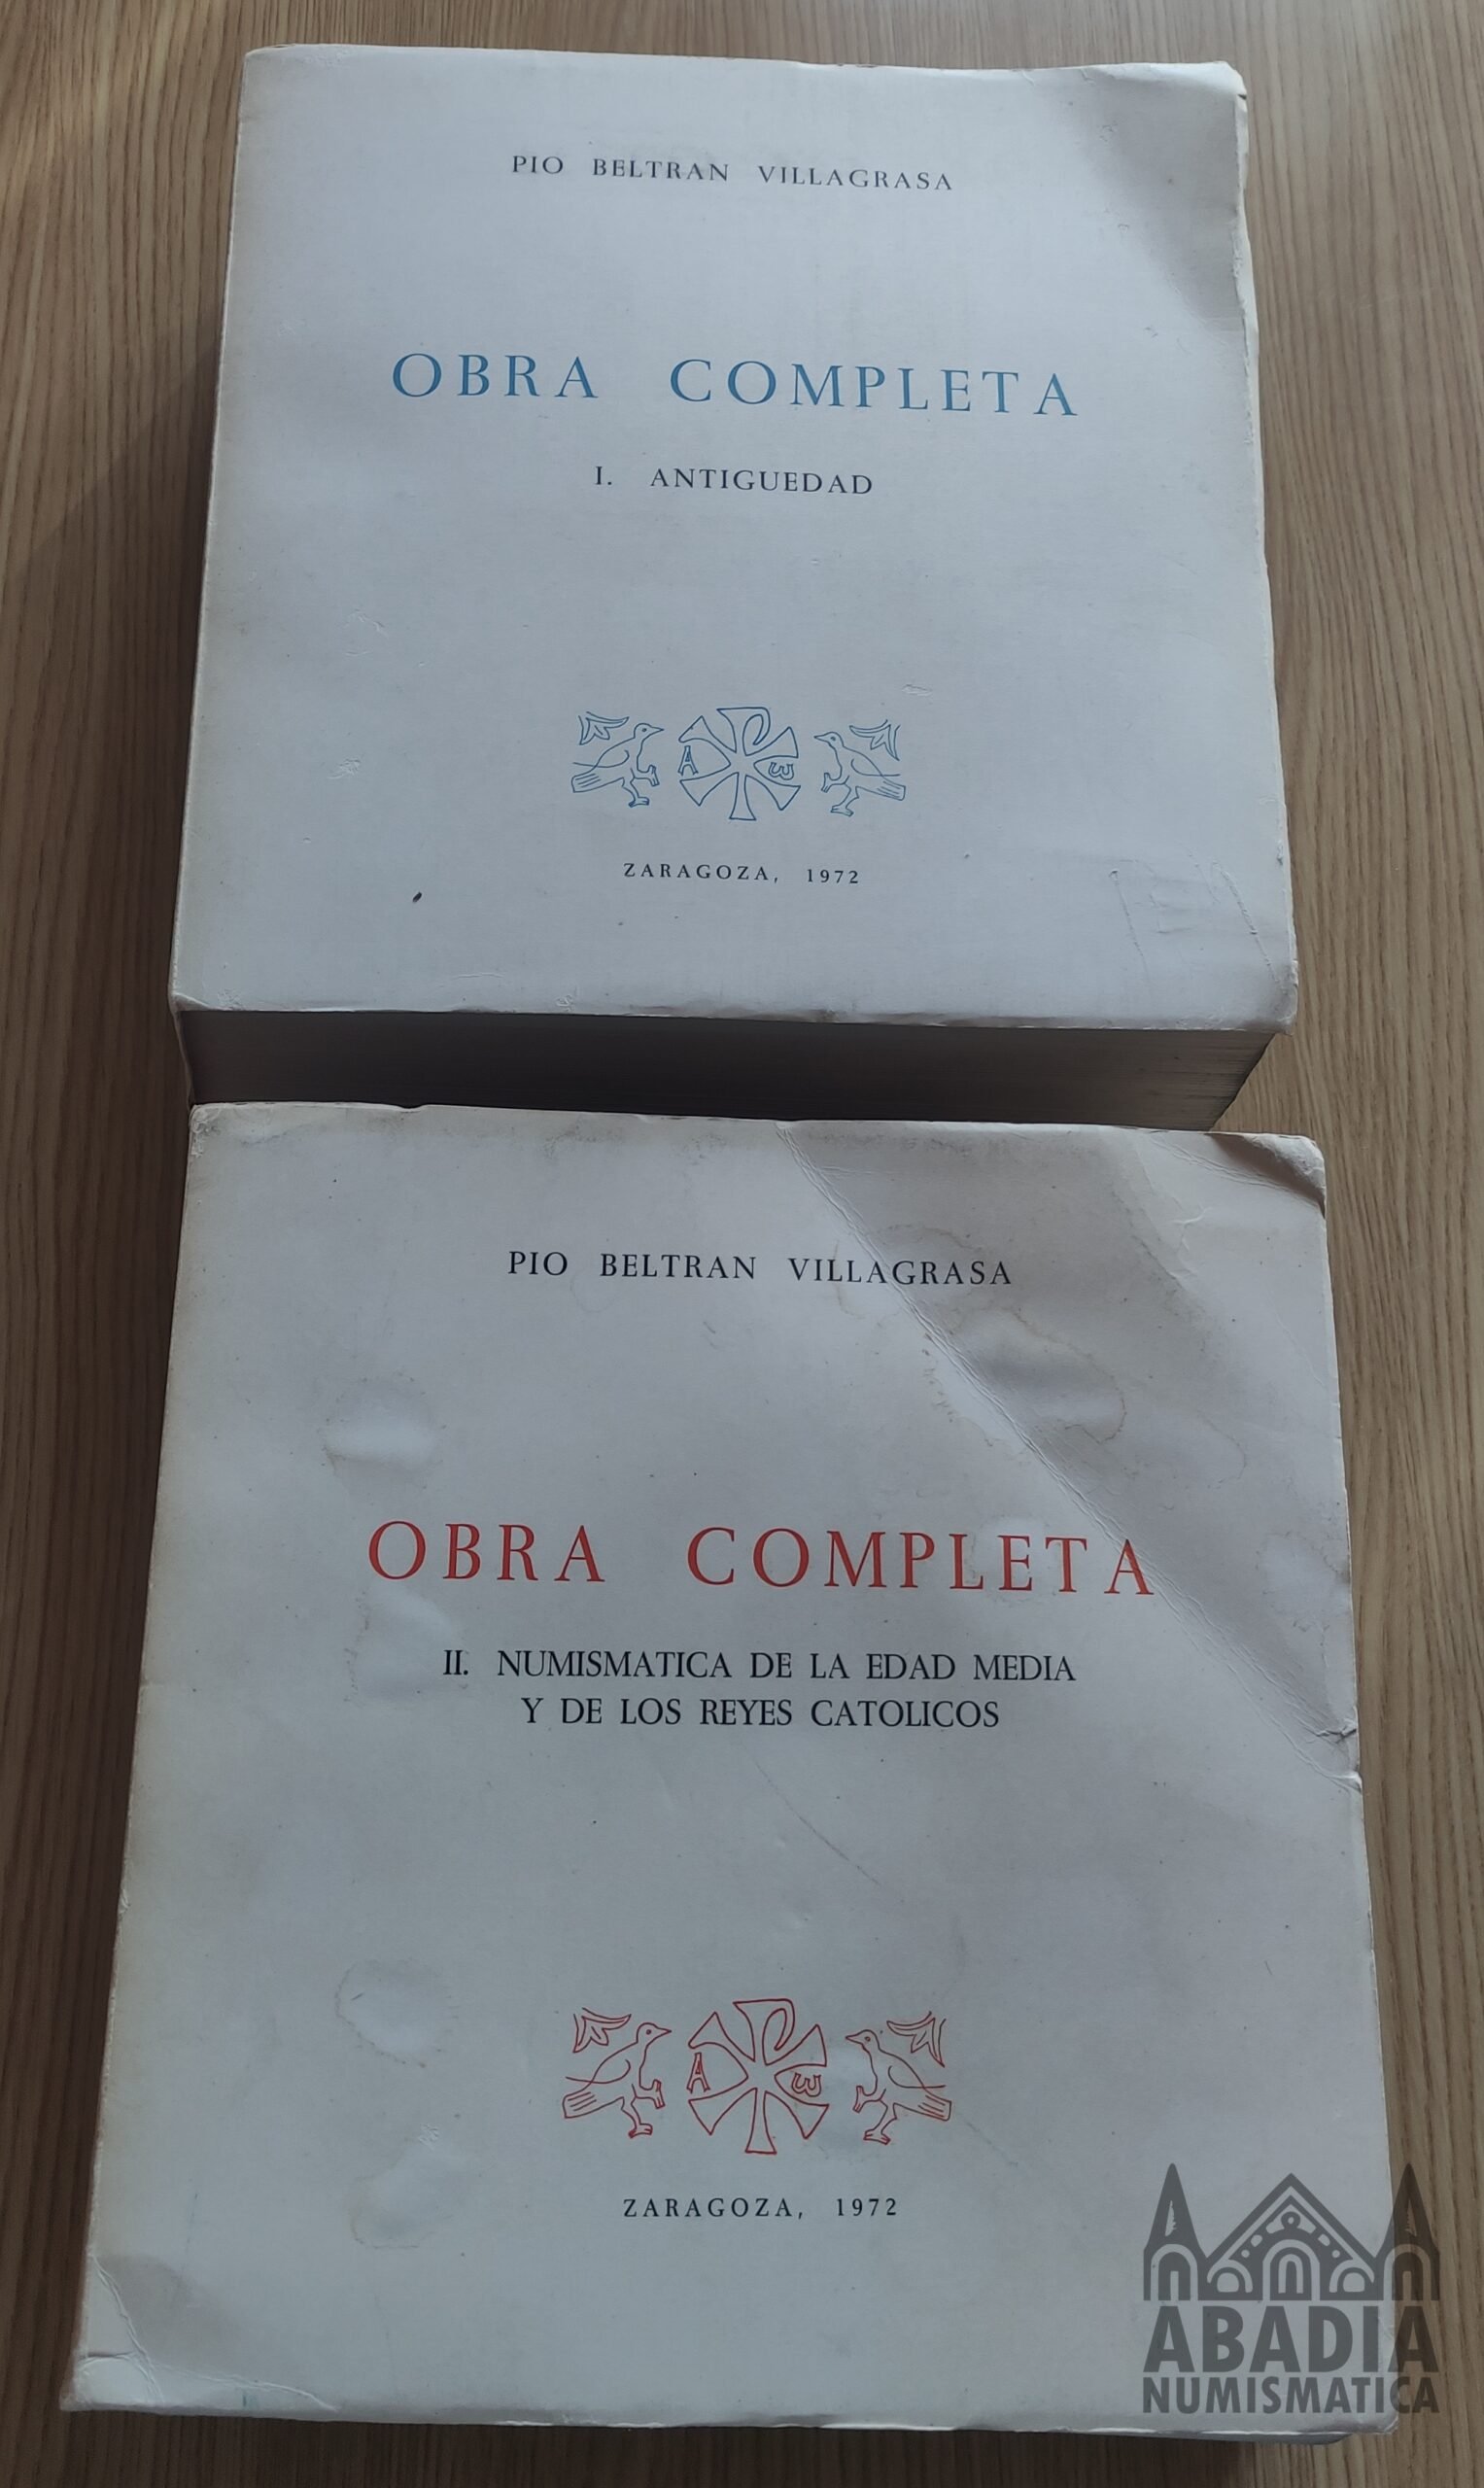 PIO BELTRAN VILLAGRASA
OBRA COMPLETA
I. ANTIGUEDAD
A ω
ZARAGOZA, 1972
PIO BELTRAN VILLAGRASA
OBRA COMPLETA
II. NUMISMATICA DE LA EDAD MEDIA
Y DE LOS REYES CATOLICOS
A ω
ZARAGOZA, 1972
ABADIA
NUMISMATICA